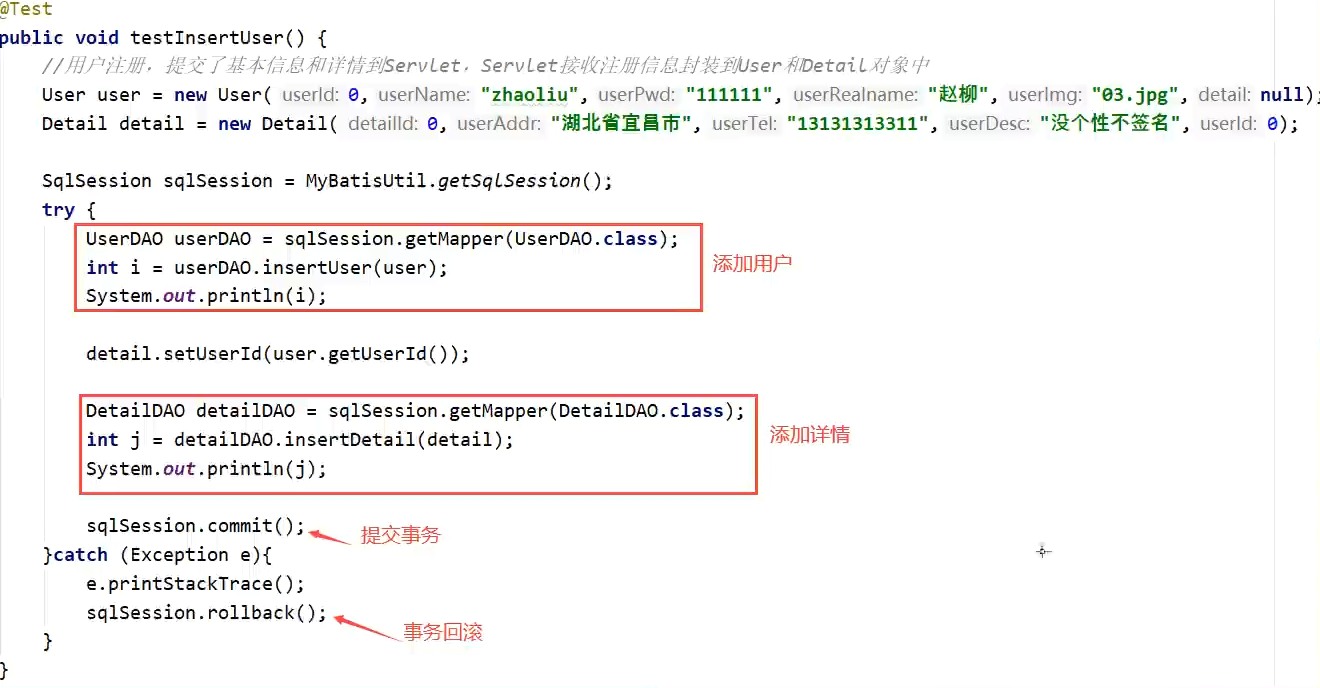 @Test
public void testInsertUser() {
//用户注册，提交了基本信息和详情到Servlet，Servlet接收注册信息封装到User和Detail对象中
User user = new User( userId: 0, userName: "zhaoliu", userPwd: "111111", userRealname: "赵柳", userImg: "03.jpg", detail: null);
Detail detail = new Detail( detailId: 0, userAddr: "湖北省宜昌市", userTel: "13131313311", userDesc: "没个性不签名", userId: 0);
SqlSession sqlSession = MyBatisUtil.getSqlSession();
try {
UserDAO userDAO = sqlSession.getMapper(UserDAO.class);
int i = userDAO.insertUser(user);
添加用户
System.out.println(i);
detail.setUserId(user.getUserId());
DetailDAO detailDAO = sqlSession.getMapper(DetailDAO.class);
int j = detailDAO.insertDetail(detail);
添加详情
System.out.println(j);
sqlSession.commit();
提交事务
}catch (Exception e){
e.printStackTrace();
sqlSession.rollback();
事务回滚
}
}